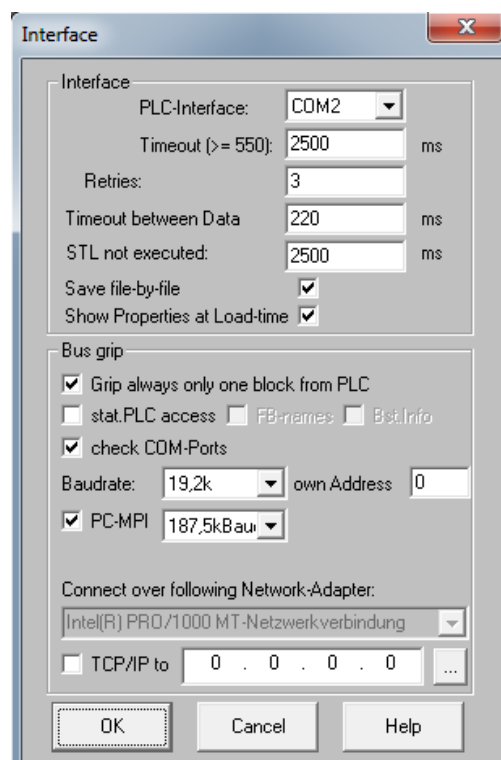 Interface
Interface
PLC-Interface: COM2
Timeout (>= 550): 2500 ms
Retries: 3
Timeout between Data 220 ms
STL not executed: 2500 ms
Save file-by-file
Show Properties at Load-time
Bus grip
Grip always only one block from PLC
stat.PLC access FB-names Bst.Info
check COM-Ports
Baudrate: 19,2k own Address 0
PC-MPI 187,5kBau
Connect over following Network-Adapter:
Intel(R) PRO/1000 MT-Netzwerkverbindung
TCP/IP to 0 . 0 . 0 . 0 ...
OK Cancel Help